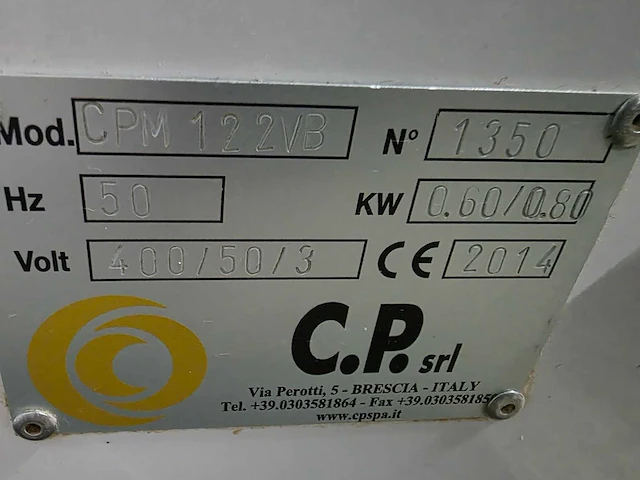 Mod. CPM 122VB Nº 1350
Hz 50 KW 0.60/0.80
Volt 400/50/3 CE 2014
C.P. srl
Via Perotti, 5 - BRESCIA - ITALY
Tel. +39.0303581864 - Fax +39.030358185
www.cpspa.it